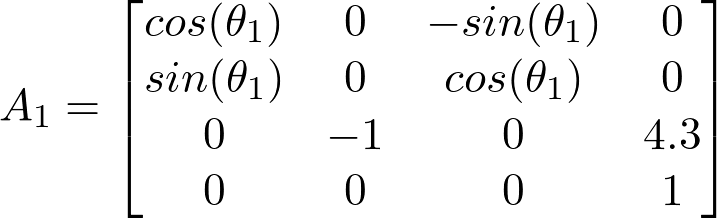 cos(θ₁) 0 −sin(θ₁) 0
sin(θ₁) 0 cos(θ₁) 0
A₁ =
0 −1 0 4.3
0 0 0 1